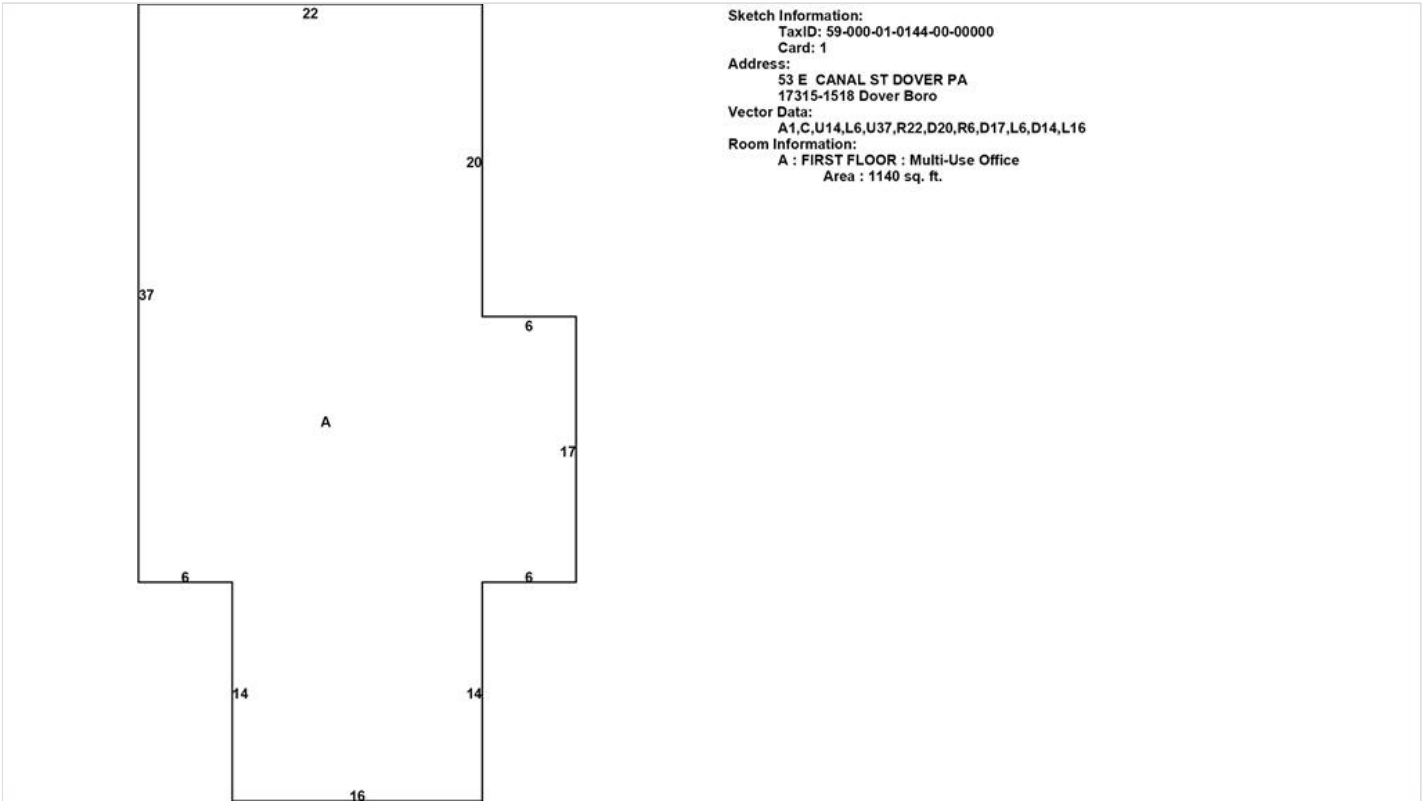 22
Sketch Information:
TaxID: 59-000-01-0144-00-00000
Card: 1
Address:
53 E  CANAL ST DOVER PA
17315-1518 Dover Boro
Vector Data:
A1,C,U14,L6,U37,R22,D20,R6,D17,L6,D14,L16
Room Information:
A : FIRST FLOOR : Multi-Use Office
Area : 1140 sq. ft.
20
37
6
A
17
6
6
14
14
16